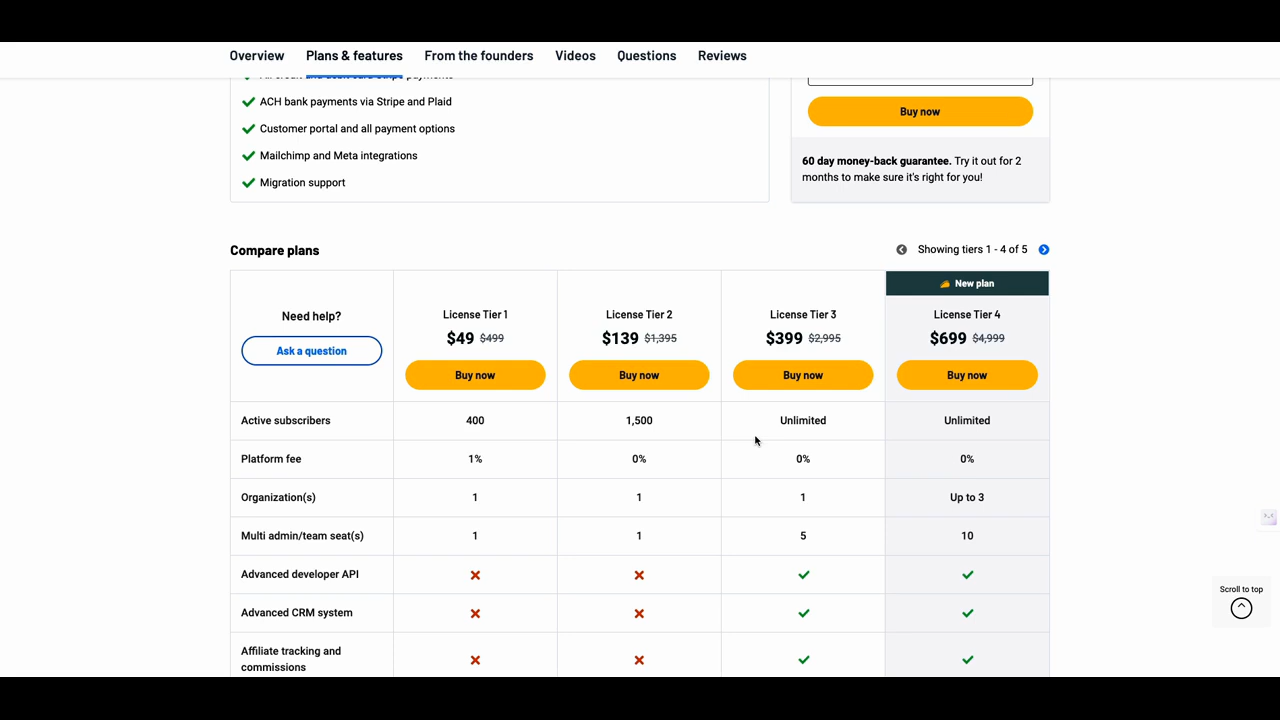 Overview Plans & features From the founders Videos Questions Reviews
ACH bank payments via Stripe and Plaid
Customer portal and all payment options
Mailchimp and Meta integrations
Migration support
Buy now
60 day money-back guarantee. Try it out for 2
months to make sure it's right for you!
Compare plans
Showing tiers 1 - 4 of 5
New plan
Need help?
Ask a question
License Tier 1 License Tier 2 License Tier 3 License Tier 4
$49 $499 $139 $1,395 $399 $2,995 $699 $4,999
Buy now Buy now Buy now Buy now
Active subscribers 400 1,500 Unlimited Unlimited
Platform fee 1% 0% 0% 0%
Organization(s) 1 1 1 Up to 3
Multi admin/team seat(s) 1 1 5 10
Advanced developer API
Advanced CRM system
Affiliate tracking and
commissions
Scroll to top